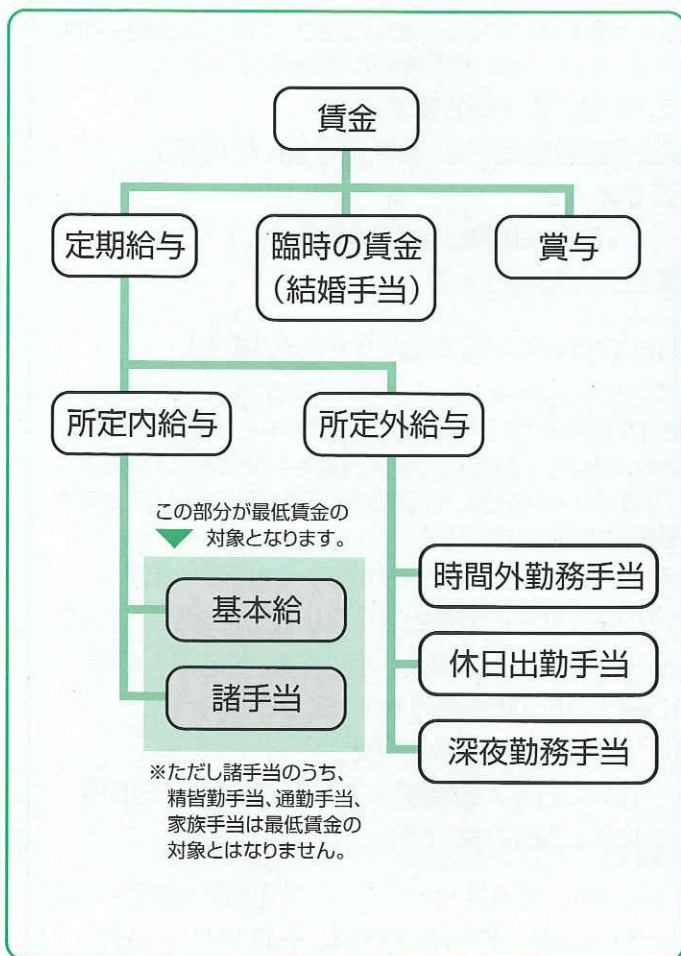 賃金
定期給与
臨時の賃金
（結婚手当）
賞与
所定内給与
所定外給与
この部分が最低賃金の
対象となります。
基本給
諸手当
時間外勤務手当
休日出勤手当
深夜勤務手当
※ただし諸手当のうち、
精皆勤手当、通勤手当、
家族手当は最低賃金の
対象とはなりません。